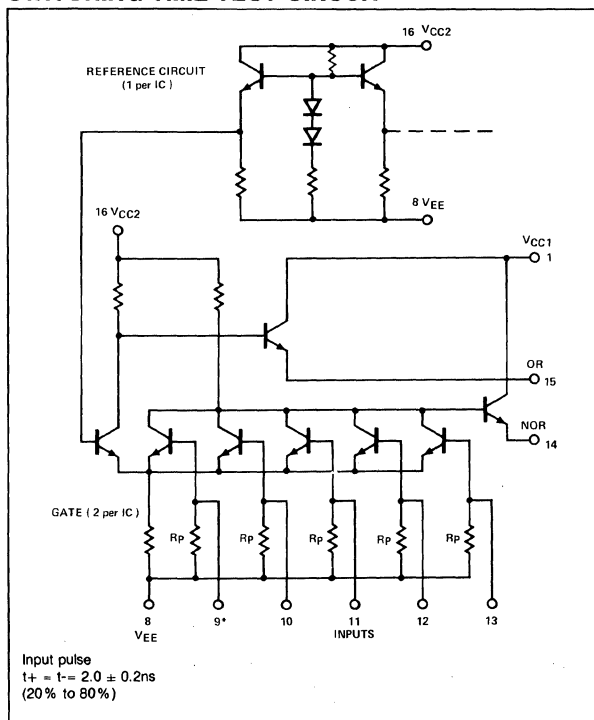 16 VCC2
REFERENCE CIRCUIT
(1 per IC)
8 VEE
16 VCC2
VCC1
1
OR
15
NOR
14
GATE (2 per IC)
RP
RP
RP
RP
RP
8
9*
10
11
12
13
VEE
INPUTS
Input pulse
t+ = t-= 2.0 ± 0.2ns
(20% to 80%)